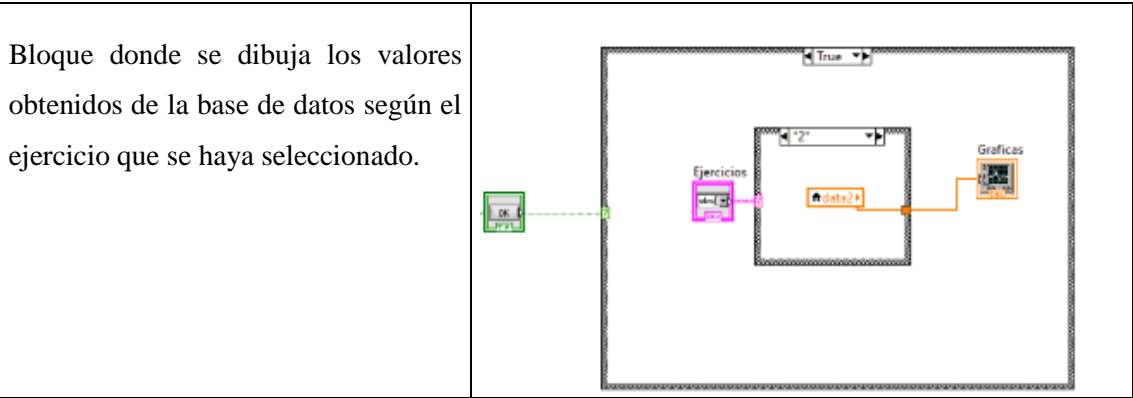 Bloque donde se dibuja los valores
obtenidos de la base de datos según el
ejercicio que se haya seleccionado.
True
"2"
Graficas
Ejercicios
data2
OK